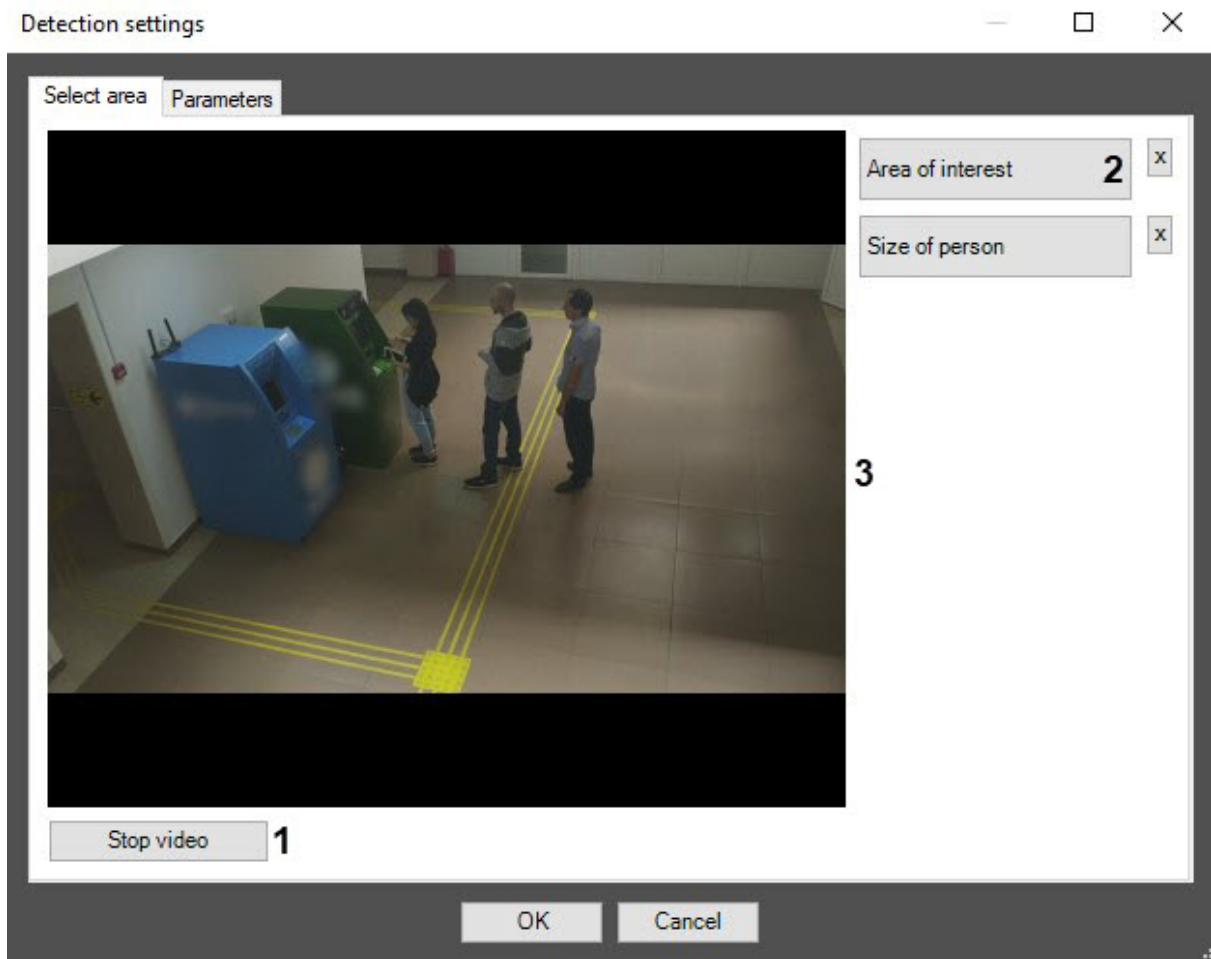 Detection settings
Select area
Parameters
Area of interest
2
x
Size of person
x
3
Stop video
1
OK
Cancel